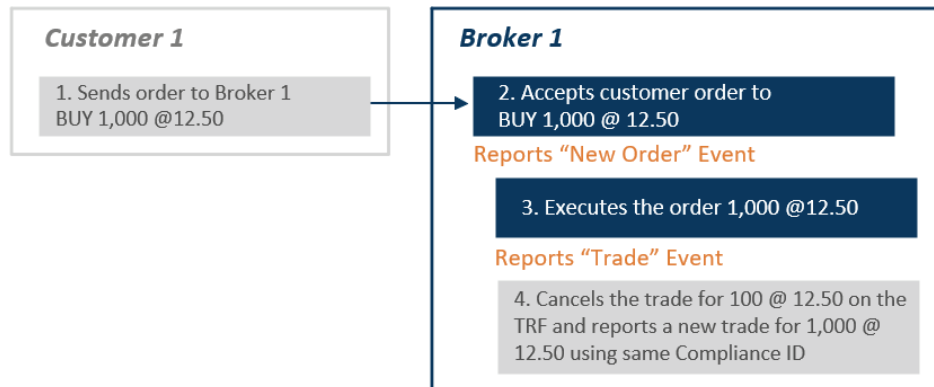 Customer 1
1. Sends order to Broker 1
BUY 1,000 @12.50
Broker 1
2. Accepts customer order to
BUY 1,000 @ 12.50
Reports “New Order” Event
3. Executes the order 1,000 @12.50
Reports “Trade” Event
4. Cancels the trade for 100 @ 12.50 on the
TRF and reports a new trade for 1,000 @
12.50 using same Compliance ID